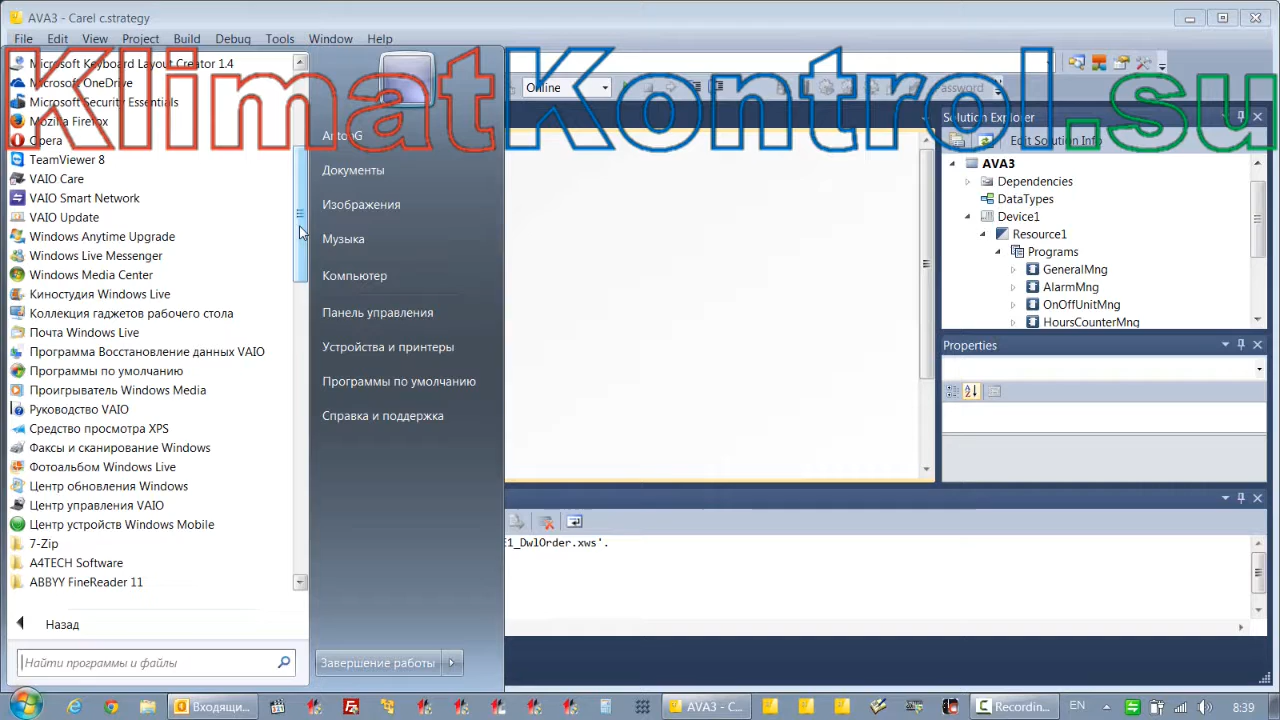 AVA3 - Carel c.strategy
File Edit View Project Build Debug Tools Window Help
KlimatKontrol.su
Microsoft Keyboard Layout Creator 1.4
Microsoft OneDrive
Microsoft Security Essentials
Mozilla Firefox
Opera
TeamViewer 8
VAIO Care
VAIO Smart Network
VAIO Update
Windows Anytime Upgrade
Windows Live Messenger
Windows Media Center
Киностудия Windows Live
Коллекция гаджетов рабочего стола
Почта Windows Live
Программа Восстановление данных VAIO
Программы по умолчанию
Проигрыватель Windows Media
Руководство VAIO
Средство просмотра XPS
Факсы и сканирование Windows
Фотоальбом Windows Live
Центр обновления Windows
Центр управления VAIO
Центр устройств Windows Mobile
7-Zip
A4TECH Software
ABBYY FineReader 11
Назад
Найти программы и файлы
AntonG
Документы
Изображения
Музыка
Компьютер
Панель управления
Устройства и принтеры
Программы по умолчанию
Справка и поддержка
Завершение работы
Online
assword
Solution Explorer
Edit Solution Info
AVA3
Dependencies
DataTypes
Device1
Resource1
Programs
GeneralMng
AlarmMng
OnOffUnitMng
HoursCounterMng
Properties
E1_DwlOrder.xws'.
Входящи...
AVA3 - C...
Recordin...
EN
8:39